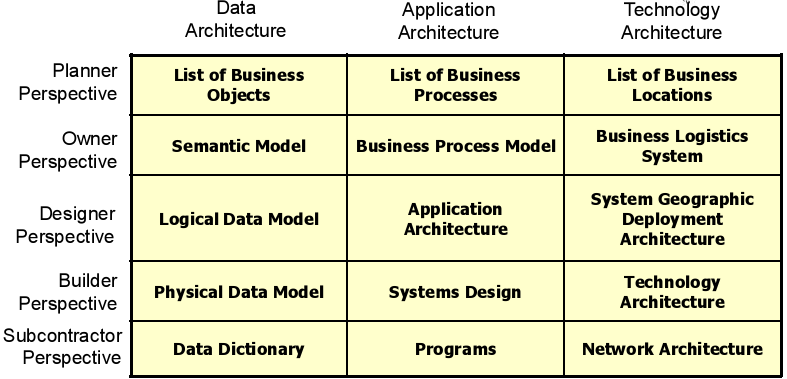 Data
Architecture
Application
Architecture
Technology
Architecture
Planner
Perspective
List of Business
Objects
List of Business
Processes
List of Business
Locations
Owner
Perspective
Semantic Model
Business Process Model
Business Logistics
System
Designer
Perspective
Logical Data Model
Application
Architecture
System Geographic
Deployment
Architecture
Builder
Perspective
Physical Data Model
Systems Design
Technology
Architecture
Subcontractor
Perspective
Data Dictionary
Programs
Network Architecture